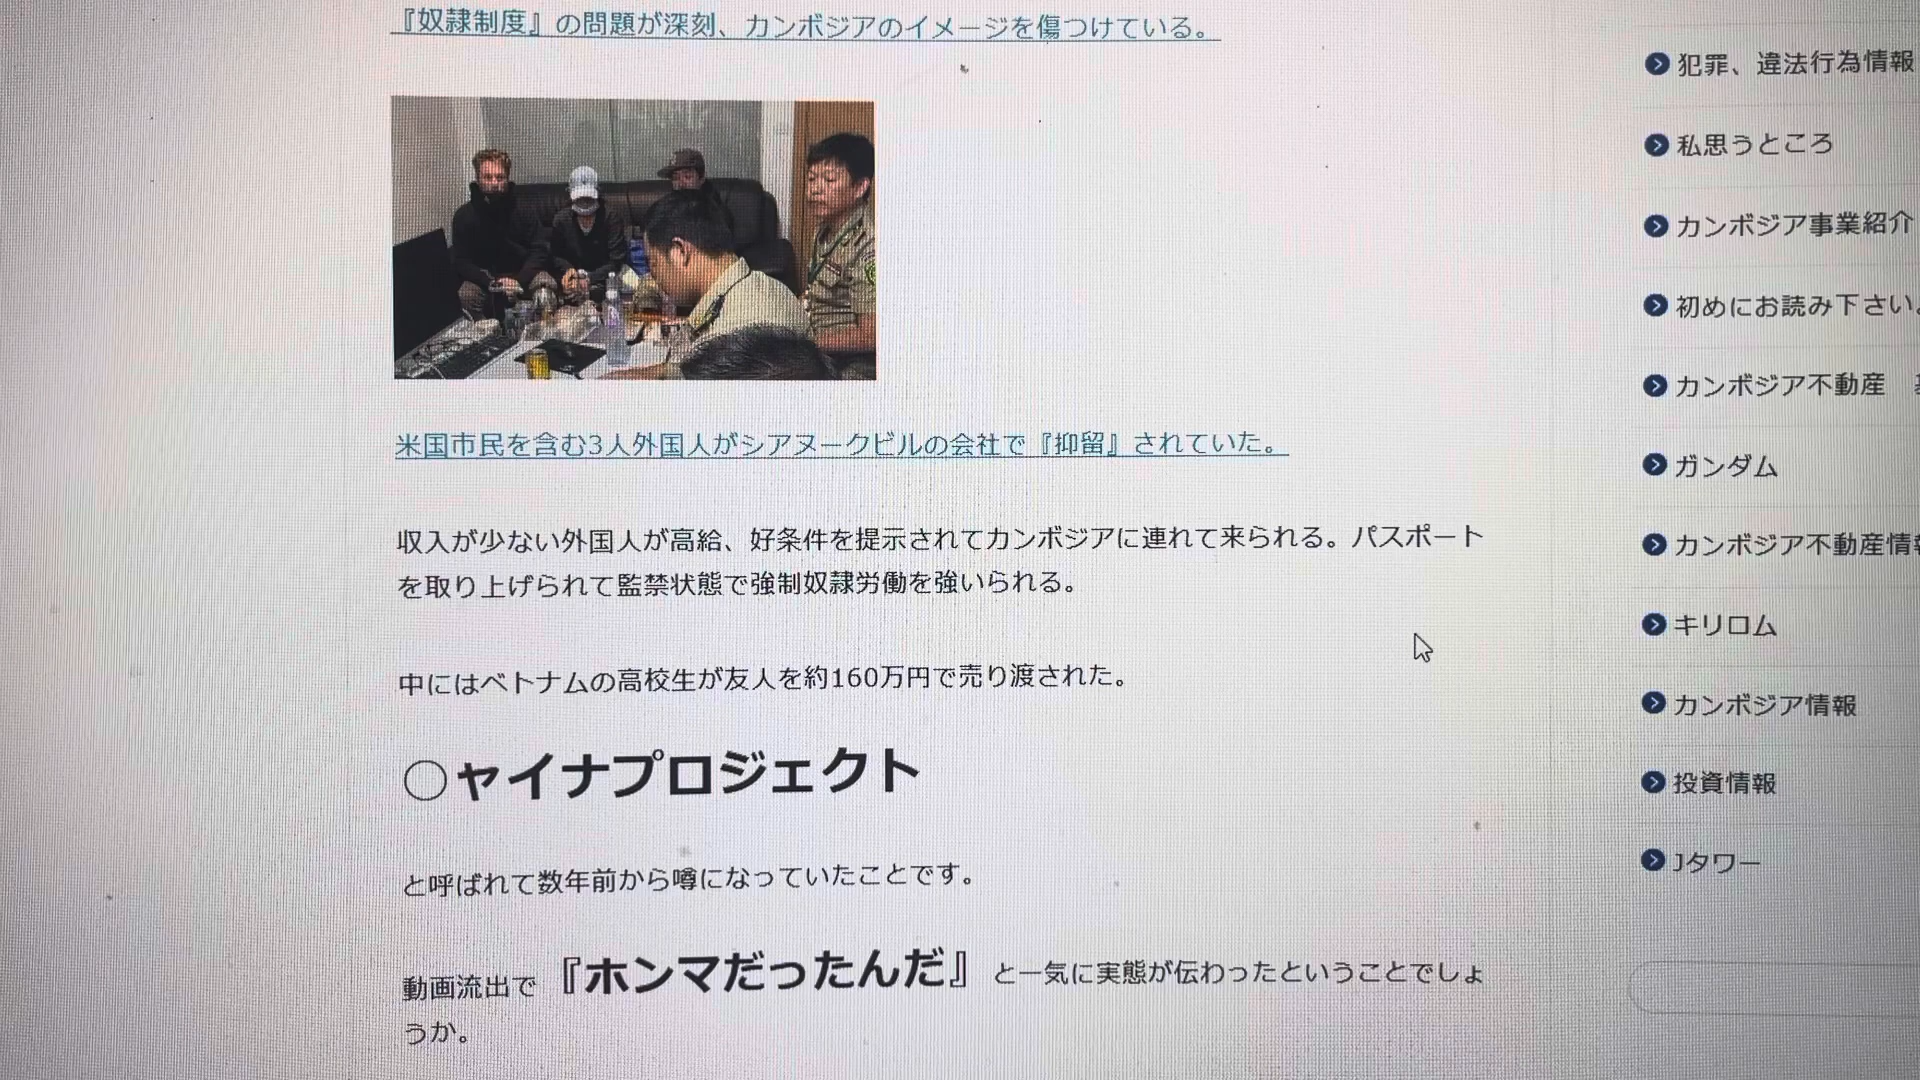 『奴隷制度』の問題が深刻、カンボジアのイメージを傷つけている。
米国市民を含む3人外国人がシアヌークビルの会社で『抑留』されていた。
収入が少ない外国人が高給、好条件を提示されてカンボジアに連れて来られる。パスポート
を取り上げられて監禁状態で強制奴隷労働を強いられる。
中にはベトナムの高校生が友人を約160万円で売り渡された。
○ャイナプロジェクト
と呼ばれて数年前から噂になっていたことです。
動画流出で『ホンマだったんだ』と一気に実態が伝わったということでしょ
うか。
犯罪、違法行為情報
私思うところ
カンボジア事業紹介
初めにお読み下さい。
カンボジア不動産
ガンダム
カンボジア不動産情
キリロム
カンボジア情報
投資情報
Jタワー